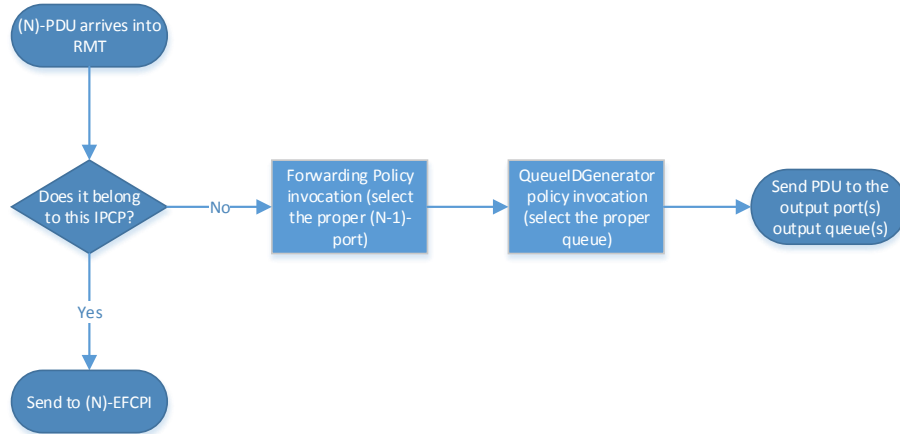 (N)-PDU arrives into
RMT
Does it belong
to this IPCP?
No
Forwarding Policy
invocation (select
the proper (N-1)-
port)
QueueIDGenerator
policy invocation
(select the proper
queue)
Send PDU to the
output port(s)
output queue(s)
Yes
Send to (N)-EFCPI